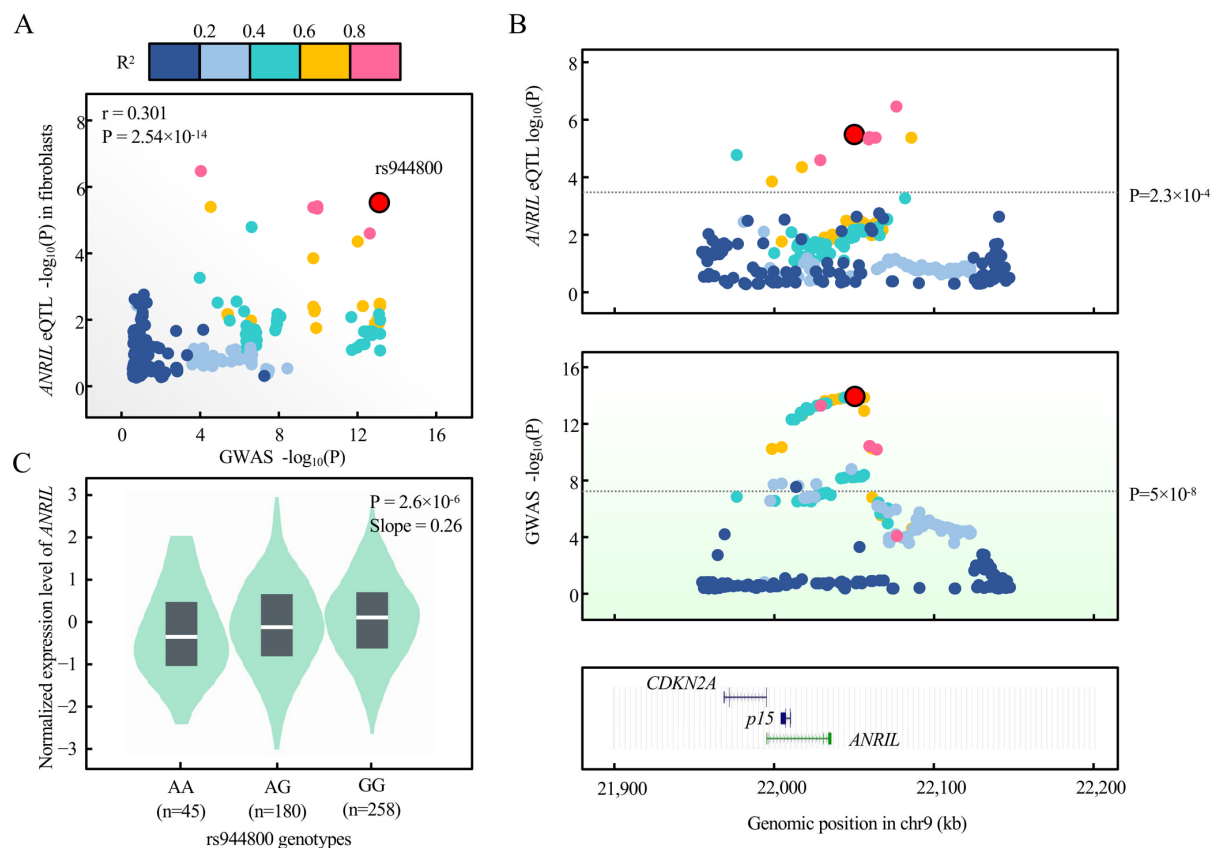 A
0.2 0.4 0.6 0.8
R²
r = 0.301
P = 2.54×10⁻¹⁴
rs944800
8
6
4
2
0
ANRIL eQTL -log₁₀(P) in fibroblasts
0 4 8 12 16
GWAS -log₁₀(P)
B
8
6
4
2
0
ANRIL eQTL log₁₀(P)
P=2.3×10⁻⁴
16
12
8
4
0
GWAS -log₁₀(P)
P=5×10⁻⁸
CDKN2A
p15
ANRIL
21,900 22,000 22,100 22,200
Genomic position in chr9 (kb)
C
P = 2.6×10⁻⁶
Slope = 0.26
3
2
1
0
−1
−2
−3
Normalized expression level of ANRIL
AA AG GG
(n=45) (n=180) (n=258)
rs944800 genotypes